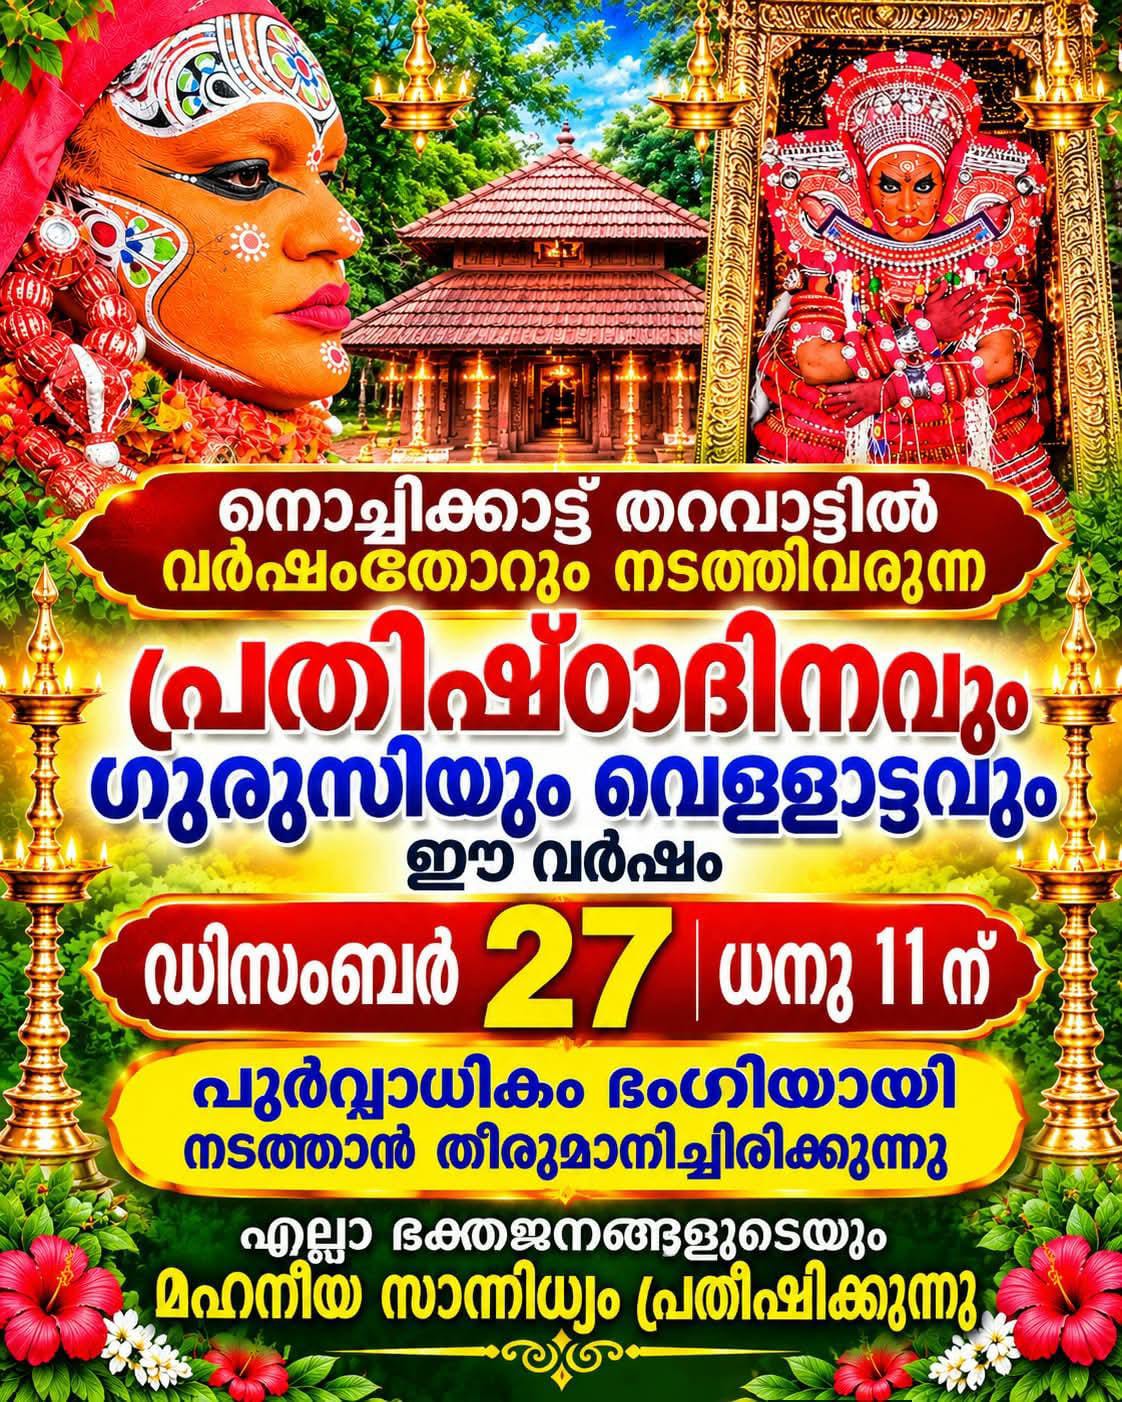 നൊച്ചിക്കാട്ട് തറവാട്ടിൽ
വർഷംതോറും നടത്തിവരുന്ന
പ്രതിഷ്ഠാദിനവും
ഗുരുസിയും വെള്ളാട്ടവും
ഈ വർഷം
ഡിസംബർ 27 | ധനു 11 ന്
പുർവ്വാധികം ഭംഗിയായി
നടത്താൻ തീരുമാനിച്ചിരിക്കുന്നു
എല്ലാ ഭക്തജനങ്ങളുടെയും
മഹനീയ സാന്നിധ്യം പ്രതീഷിക്കുന്നു